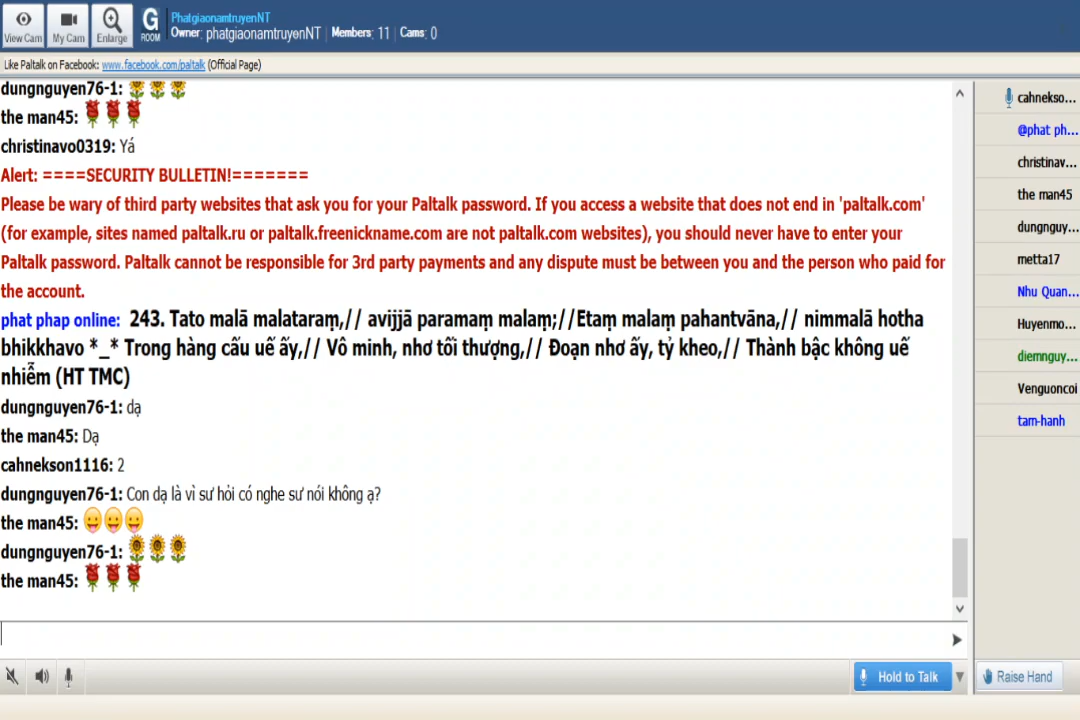 View Cam
My Cam
Enlarge
G
ROOM
PhatgiaonamtruyenNT
Owner: phatgiaonamtruyenNT Members: 11 Cams: 0
Like Paltalk on Facebook: www.facebook.com/paltalk (Official Page)
dungnguyen76-1:
the man45:
christinavo0319: Yá
Alert: ====SECURITY BULLETIN!=======
Please be wary of third party websites that ask you for your Paltalk password. If you access a website that does not end in 'paltalk.com'
(for example, sites named paltalk.ru or paltalk.freenickname.com are not paltalk.com websites), you should never have to enter your
Paltalk password. Paltalk cannot be responsible for 3rd party payments and any dispute must be between you and the person who paid for
the account.
phat phap online: 243. Tato malā malataraṃ,// avijjā paramaṃ malaṃ;//Etaṃ malaṃ pahantvāna,// nimmalā hotha
bhikkhavo *_* Trong hàng cấu uế ấy,// Vô minh, nhơ tối thượng,// Đoạn nhơ ấy, tỷ kheo,// Thành bậc không uế
nhiễm (HT TMC)
dungnguyen76-1: dạ
the man45: Dạ
cahnekson1116: 2
dungnguyen76-1: Con dạ là vì sư hỏi có nghe sư nói không ạ?
the man45:
dungnguyen76-1:
the man45:
cahnekso...
@phat ph...
christinav...
the man45
dungnguy...
metta17
Nhu Quan...
Huyenmo...
diemnguy...
Venguoncoi
tam-hanh
Hold to Talk
Raise Hand